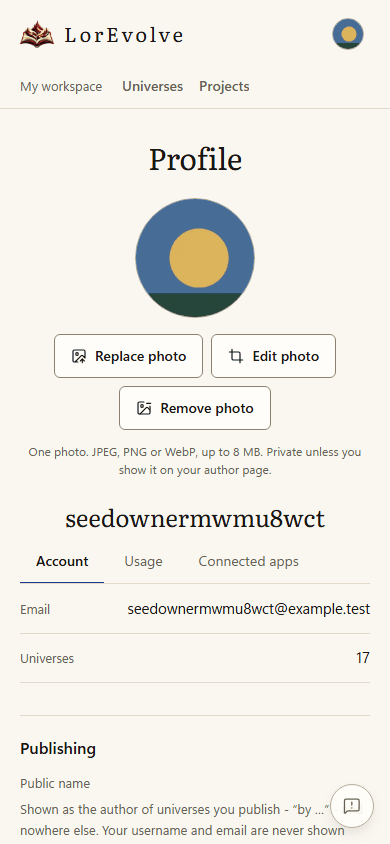 LorEvolve
My workspace Universes Projects
Profile
Replace photo Edit photo
Remove photo
One photo. JPEG, PNG or WebP, up to 8 MB. Private unless you
show it on your author page.
seedownermwmu8wct
Account Usage Connected apps
Email seedownermwmu8wct@example.test
Universes 17
Publishing
Public name
Shown as the author of universes you publish - “by …”
nowhere else. Your username and email are never shown